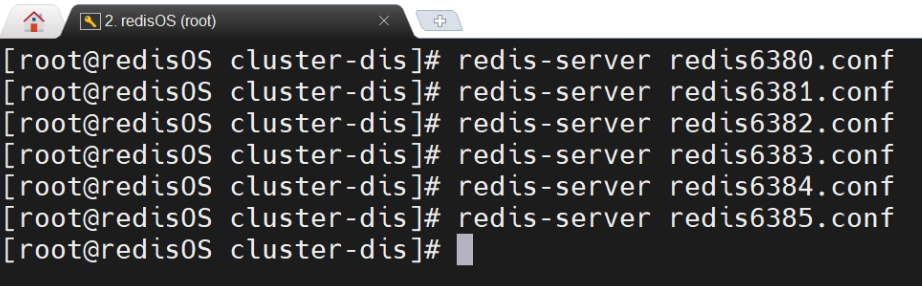 2. redisOS (root)
[root@redisOS cluster-dis]# redis-server redis6380.conf
[root@redisOS cluster-dis]# redis-server redis6381.conf
[root@redisOS cluster-dis]# redis-server redis6382.conf
[root@redisOS cluster-dis]# redis-server redis6383.conf
[root@redisOS cluster-dis]# redis-server redis6384.conf
[root@redisOS cluster-dis]# redis-server redis6385.conf
[root@redisOS cluster-dis]#